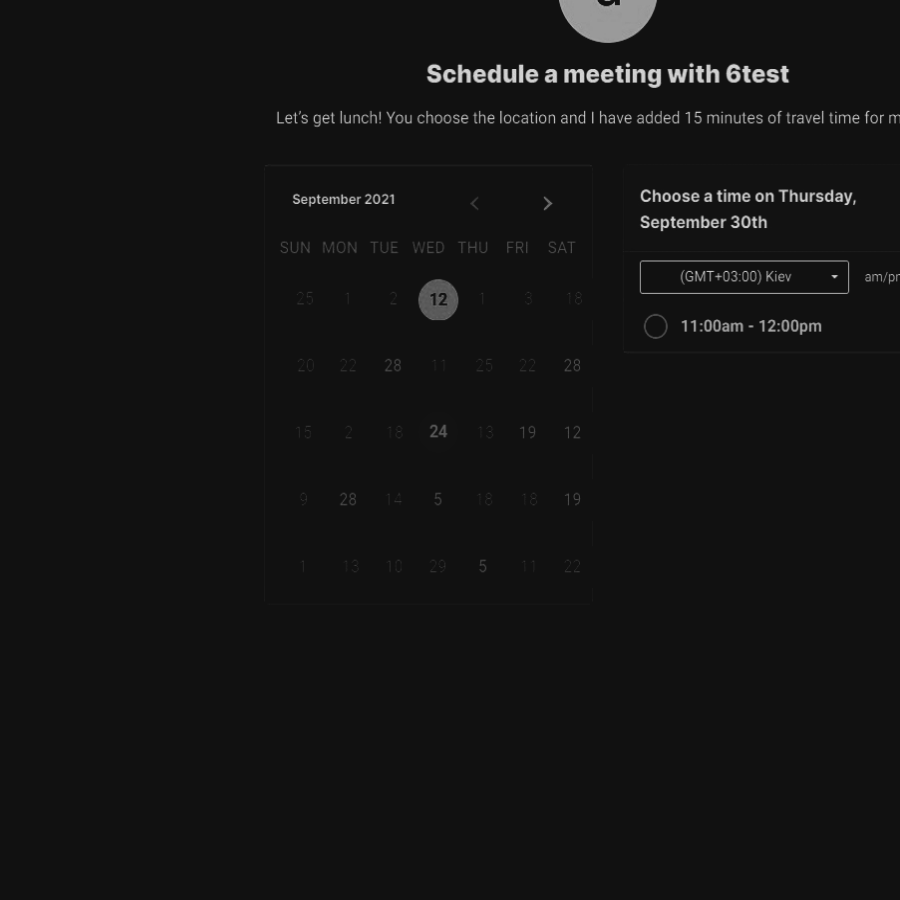 Schedule a meeting with 6test
Let's get lunch! You choose the location and I have added 15 minutes of travel time for m
September 2021
SUN MON TUE WED THU FRI SAT
25 1 2 12 1 3 18
20 22 28 11 25 22 28
15 2 18 24 13 19 12
9 28 14 5 18 18 19
1 13 10 29 5 11 22
Choose a time on Thursday,
September 30th
(GMT+03:00) Kiev am/pm
11:00am - 12:00pm